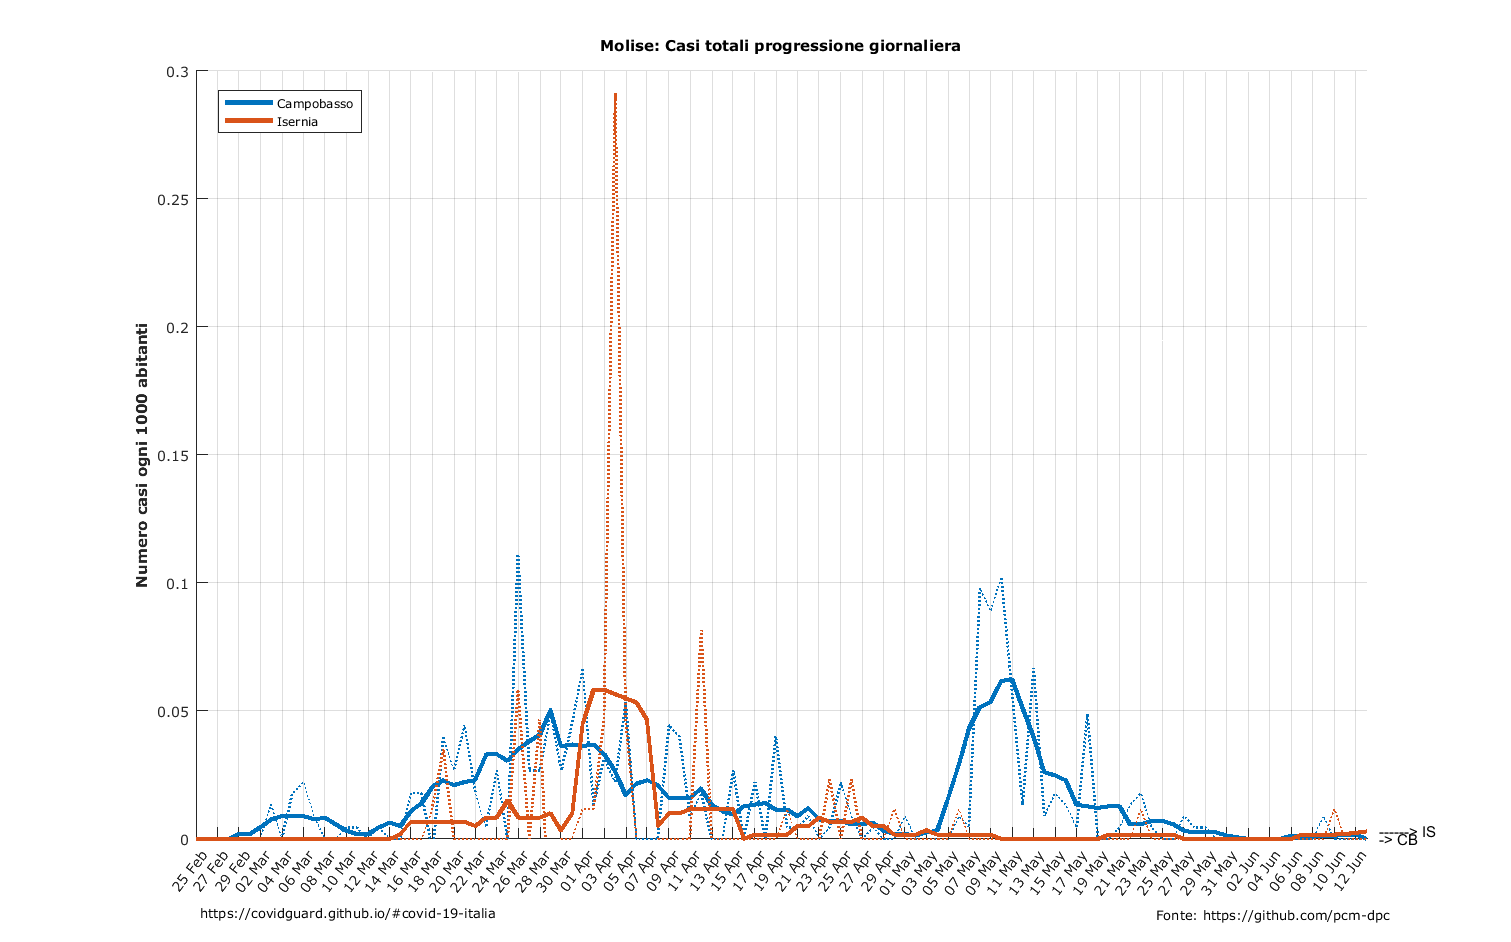 Molise: Casi totali progressione giornaliera
Campobasso
Isernia
Numero casi ogni 1000 abitanti
0.3
0.25
0.2
0.15
0.1
0.05
0
25 Feb
27 Feb
29 Feb
02 Mar
04 Mar
06 Mar
08 Mar
10 Mar
12 Mar
14 Mar
16 Mar
18 Mar
20 Mar
22 Mar
24 Mar
26 Mar
28 Mar
30 Mar
01 Apr
03 Apr
05 Apr
07 Apr
09 Apr
11 Apr
13 Apr
15 Apr
17 Apr
19 Apr
21 Apr
23 Apr
25 Apr
27 Apr
29 Apr
01 May
03 May
05 May
07 May
09 May
11 May
13 May
15 May
17 May
19 May
21 May
23 May
25 May
27 May
29 May
31 May
02 Jun
04 Jun
06 Jun
08 Jun
10 Jun
12 Jun
------> IS
-> CB
https://covidguard.github.io/#covid-19-italia
Fonte: https://github.com/pcm-dpc